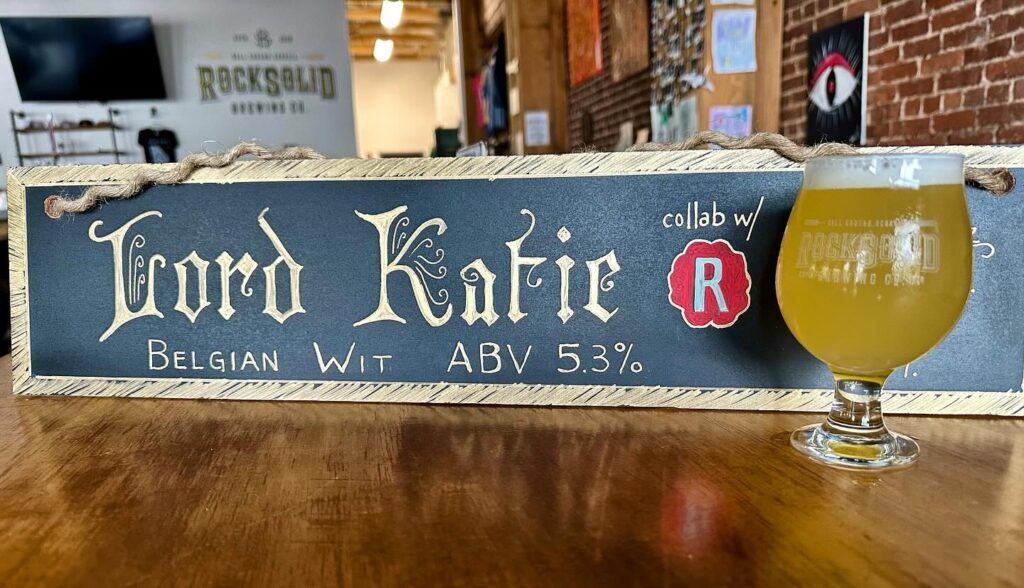 ROCKSOLID
BREWING CO.
Lord Katie
collab w/
R
BELGIAN WIT ABV 5.3%
ROCKSOLID
BREWING CO.